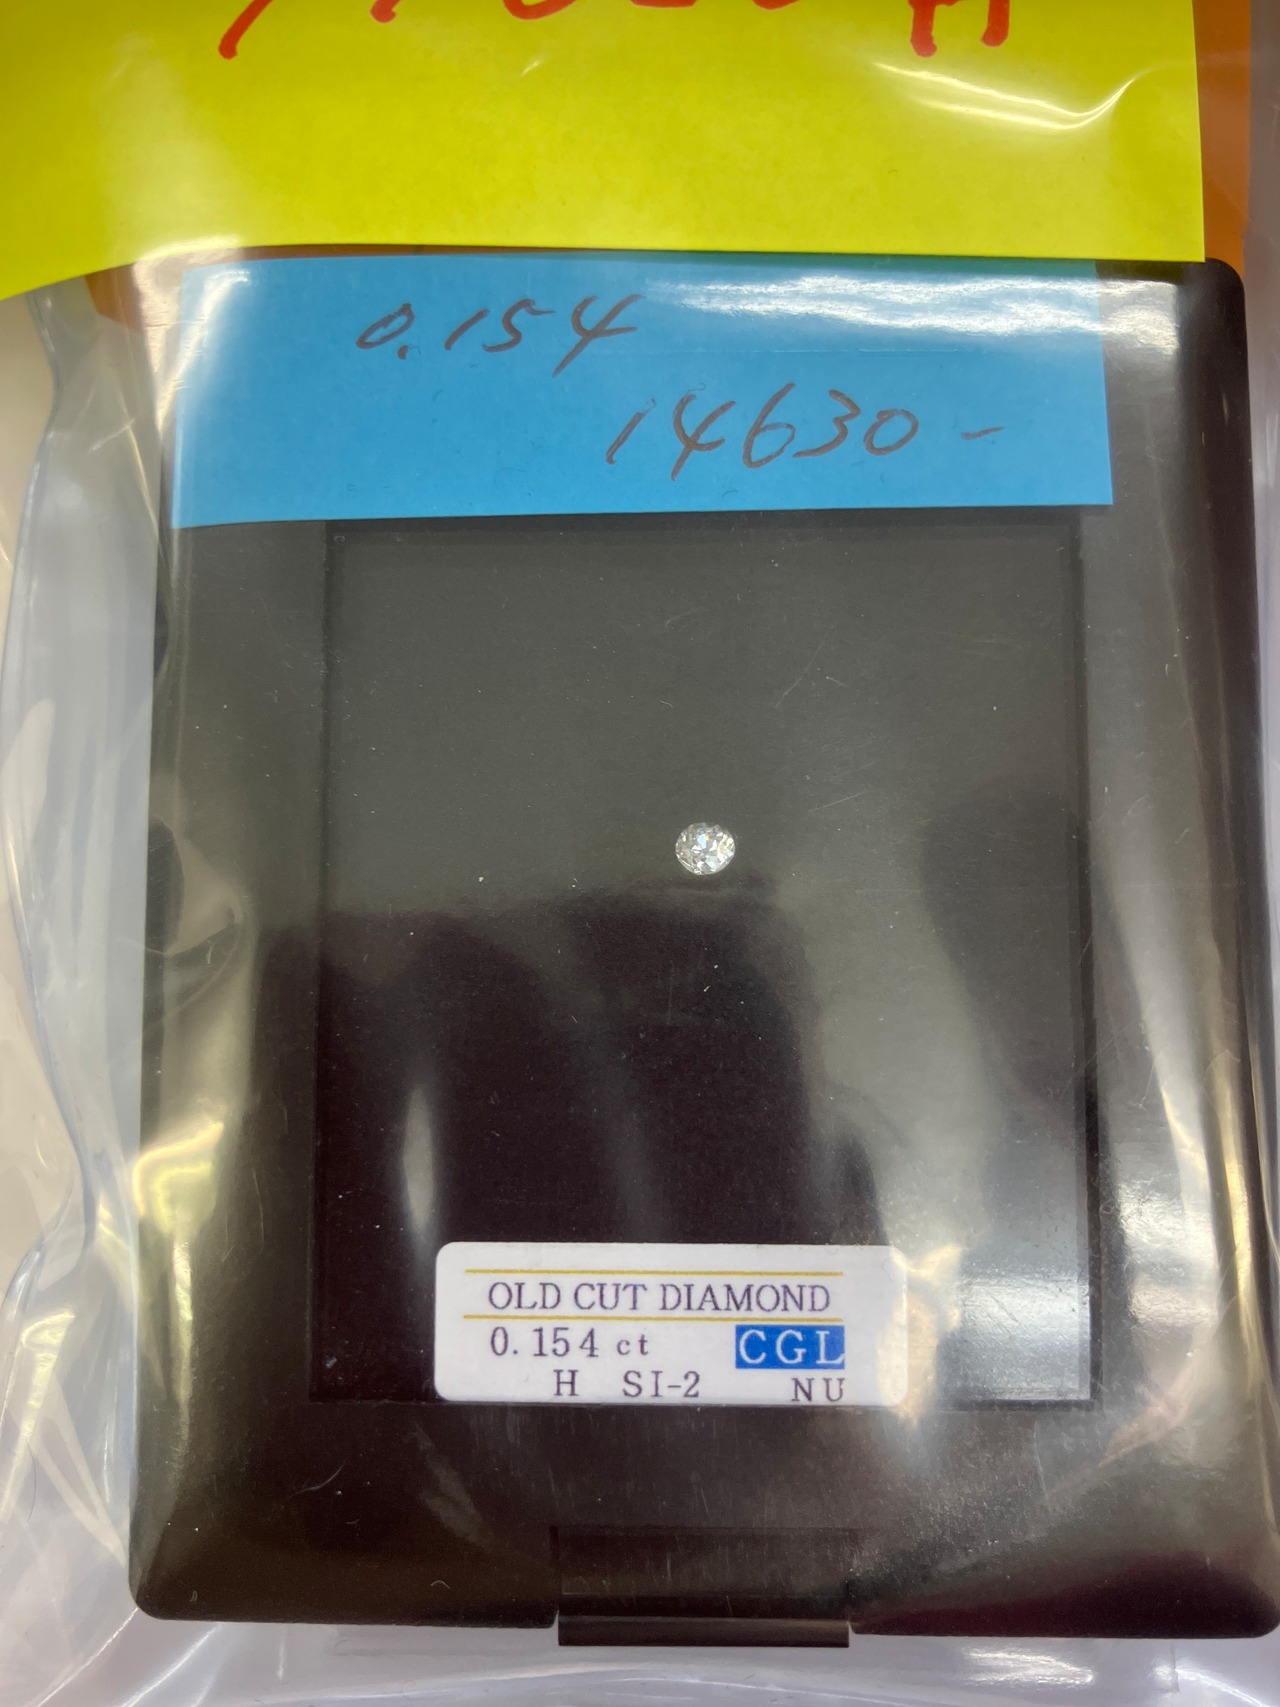 0.154
14630-
OLD CUT DIAMOND
0.154 ct CGL
H SI-2 NU